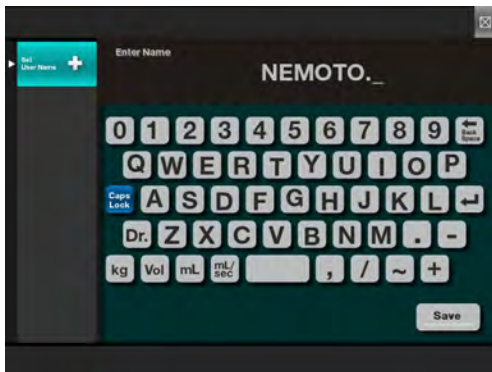 Set
User Name
Enter Name
NEMOTO._
0 1 2 3 4 5 6 7 8 9 Back Space
Q W E R T Y U I O P
Caps Lock A S D F G H J K L
Dr. Z X C V B N M . -
kg Vol mL mL/sec , / ~ +
Save